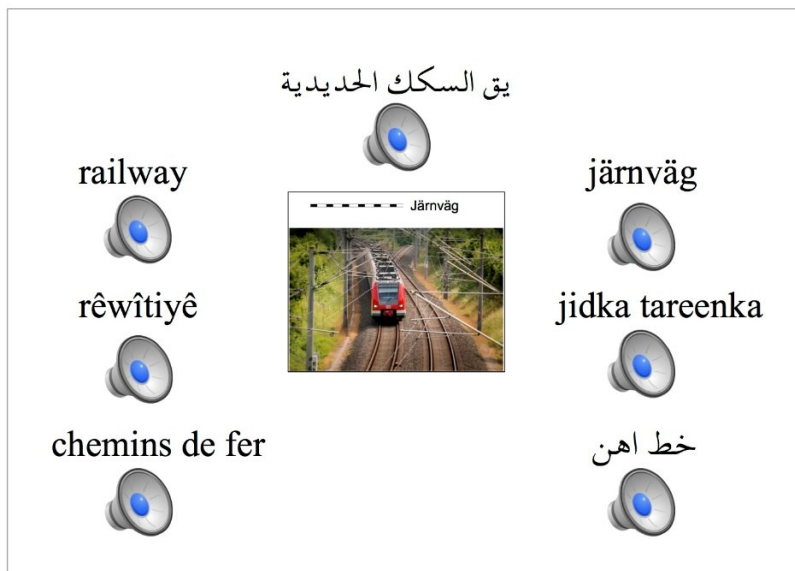 يق السكك الحديدية
railway
järnväg
Järnväg
rêwîtiyê
jidka tareenka
chemins de fer
خط اهن